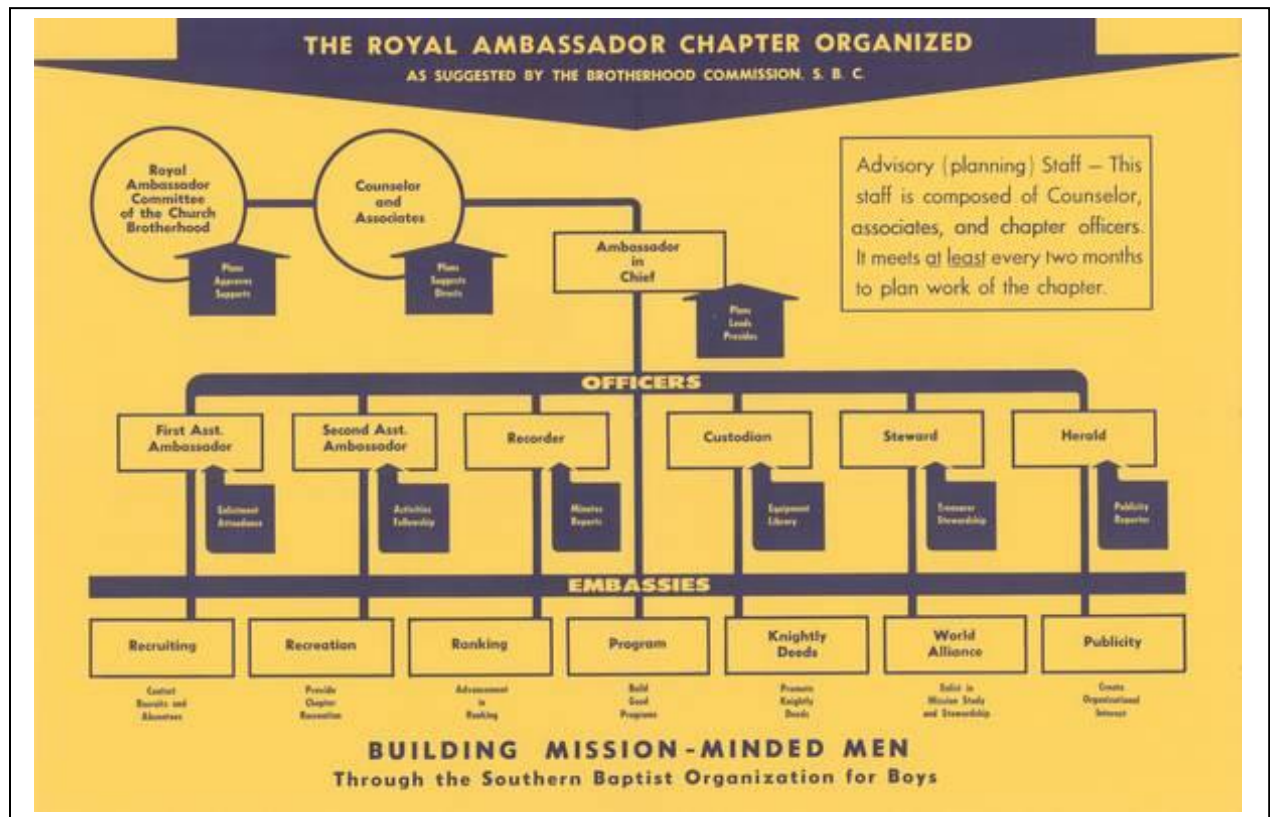 THE ROYAL AMBASSADOR CHAPTER ORGANIZED
AS SUGGESTED BY THE BROTHERHOOD COMMISSION. S. B. C.
Royal
Ambassador
Committee
of the Church
Brotherhood
Plans
Approves
Supports
Counselor
and
Associates
Plans
Suggests
Directs
Ambassador
in
Chief
Plans
Leads
Presides
Advisory (planning) Staff – This
staff is composed of Counselor,
associates, and chapter officers.
It meets at least every two months
to plan work of the chapter.
OFFICERS
First Asst.
Ambassador
Enlistment
Attendance
Second Asst.
Ambassador
Activities
Fellowship
Recorder
Minutes
Reports
Custodian
Equipment
Library
Steward
Treasurer
Stewardship
Herald
Publicity
Reporter
EMBASSIES
Recruiting
Contact
Recruits and
Absentees
Recreation
Provide
Chapter
Recreation
Ranking
Advancement
in
Ranking
Program
Build
Good
Programs
Knightly
Deeds
Promote
Knightly
Deeds
World
Alliance
Enlist in
Mission Study
and Stewardship
Publicity
Create
Organizational
Interest
BUILDING MISSION-MINDED MEN
Through the Southern Baptist Organization for Boys